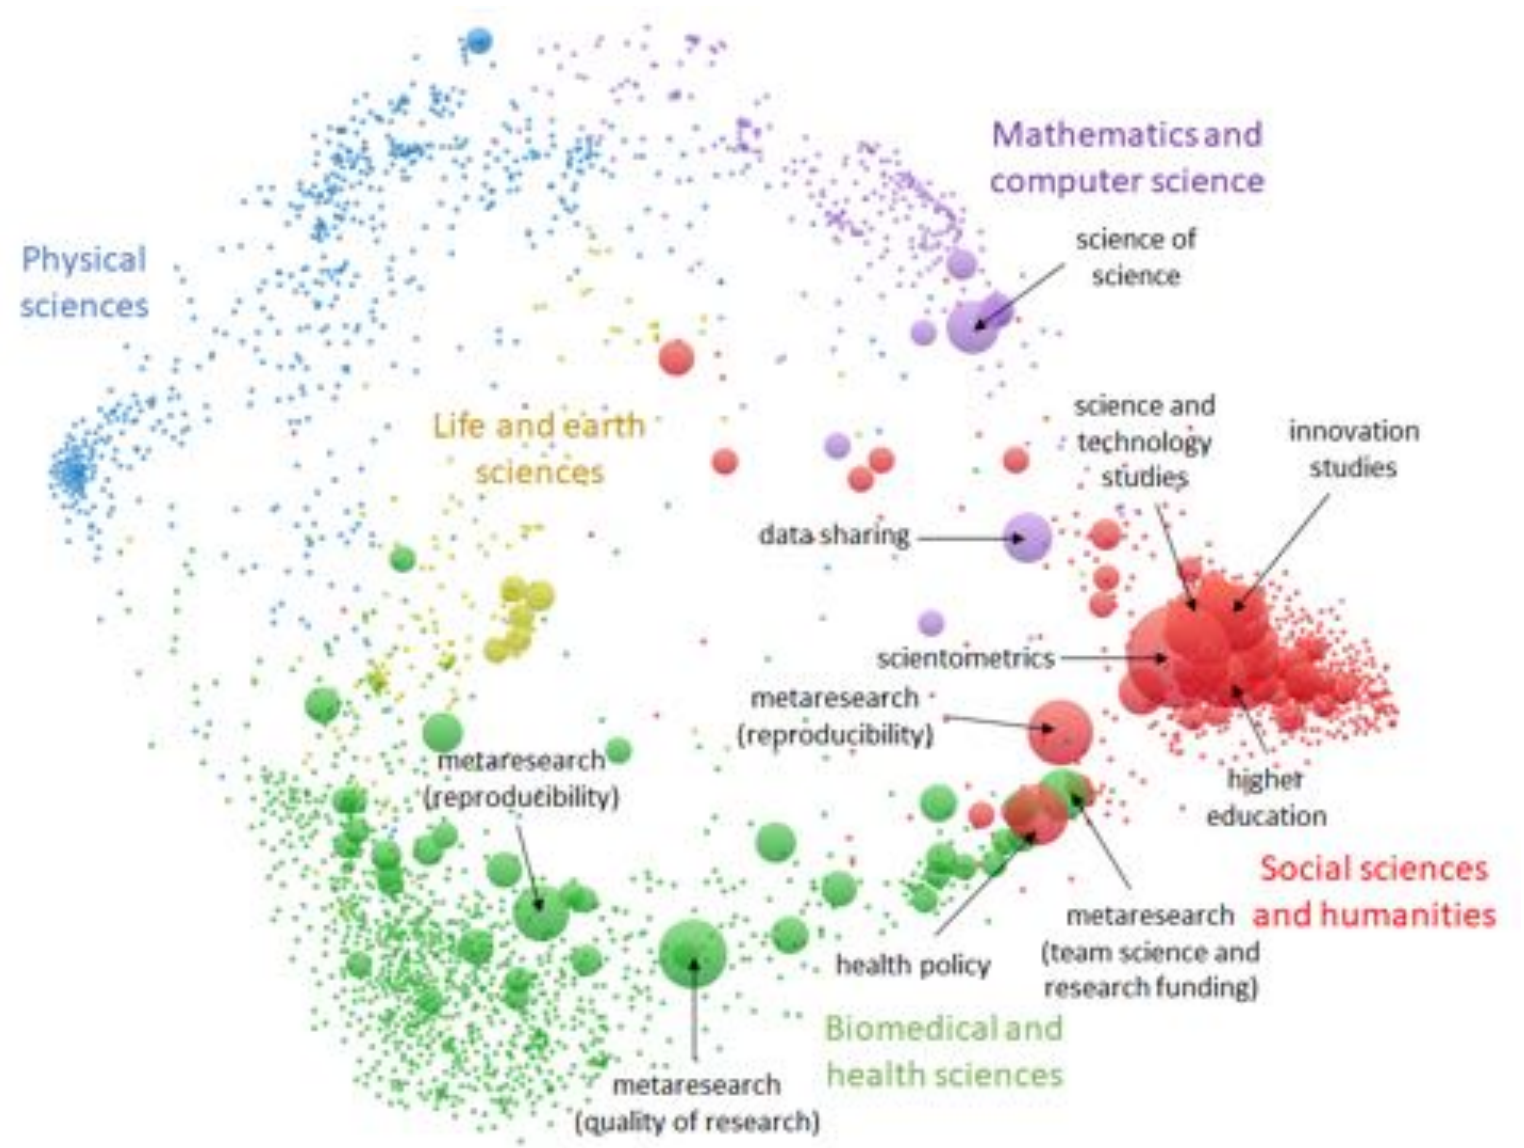 Mathematics and
computer science
science of
science
Physical
sciences
science and
technology
studies
innovation
studies
Life and earth
sciences
data sharing
scientometrics
metaresearch
(reproducibility)
metaresearch
(reproducibility)
higher
education
Social sciences
and humanities
metaresearch
(team science and
research funding)
health policy
Biomedical and
health sciences
metaresearch
(quality of research)